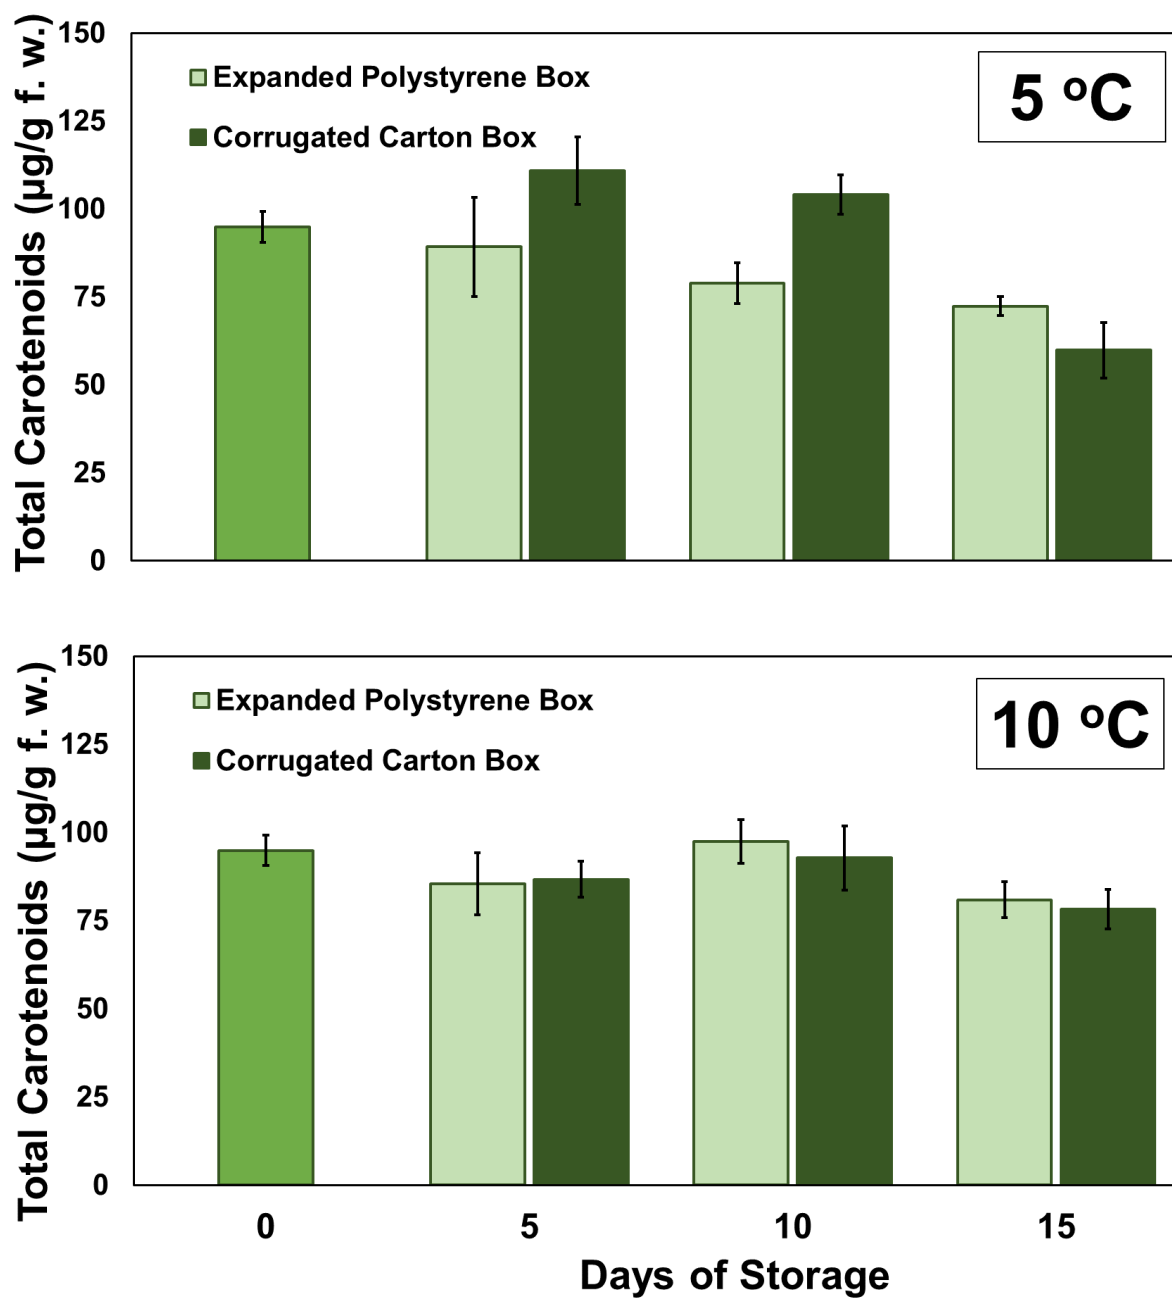 Total Carotenoids (µg/g f. w.)
150
125
100
75
50
25
0
Expanded Polystyrene Box
Corrugated Carton Box
5 ºC
Total Carotenoids (µg/g f. w.)
150
125
100
75
50
25
0
Expanded Polystyrene Box
Corrugated Carton Box
10 ºC
0 5 10 15
Days of Storage